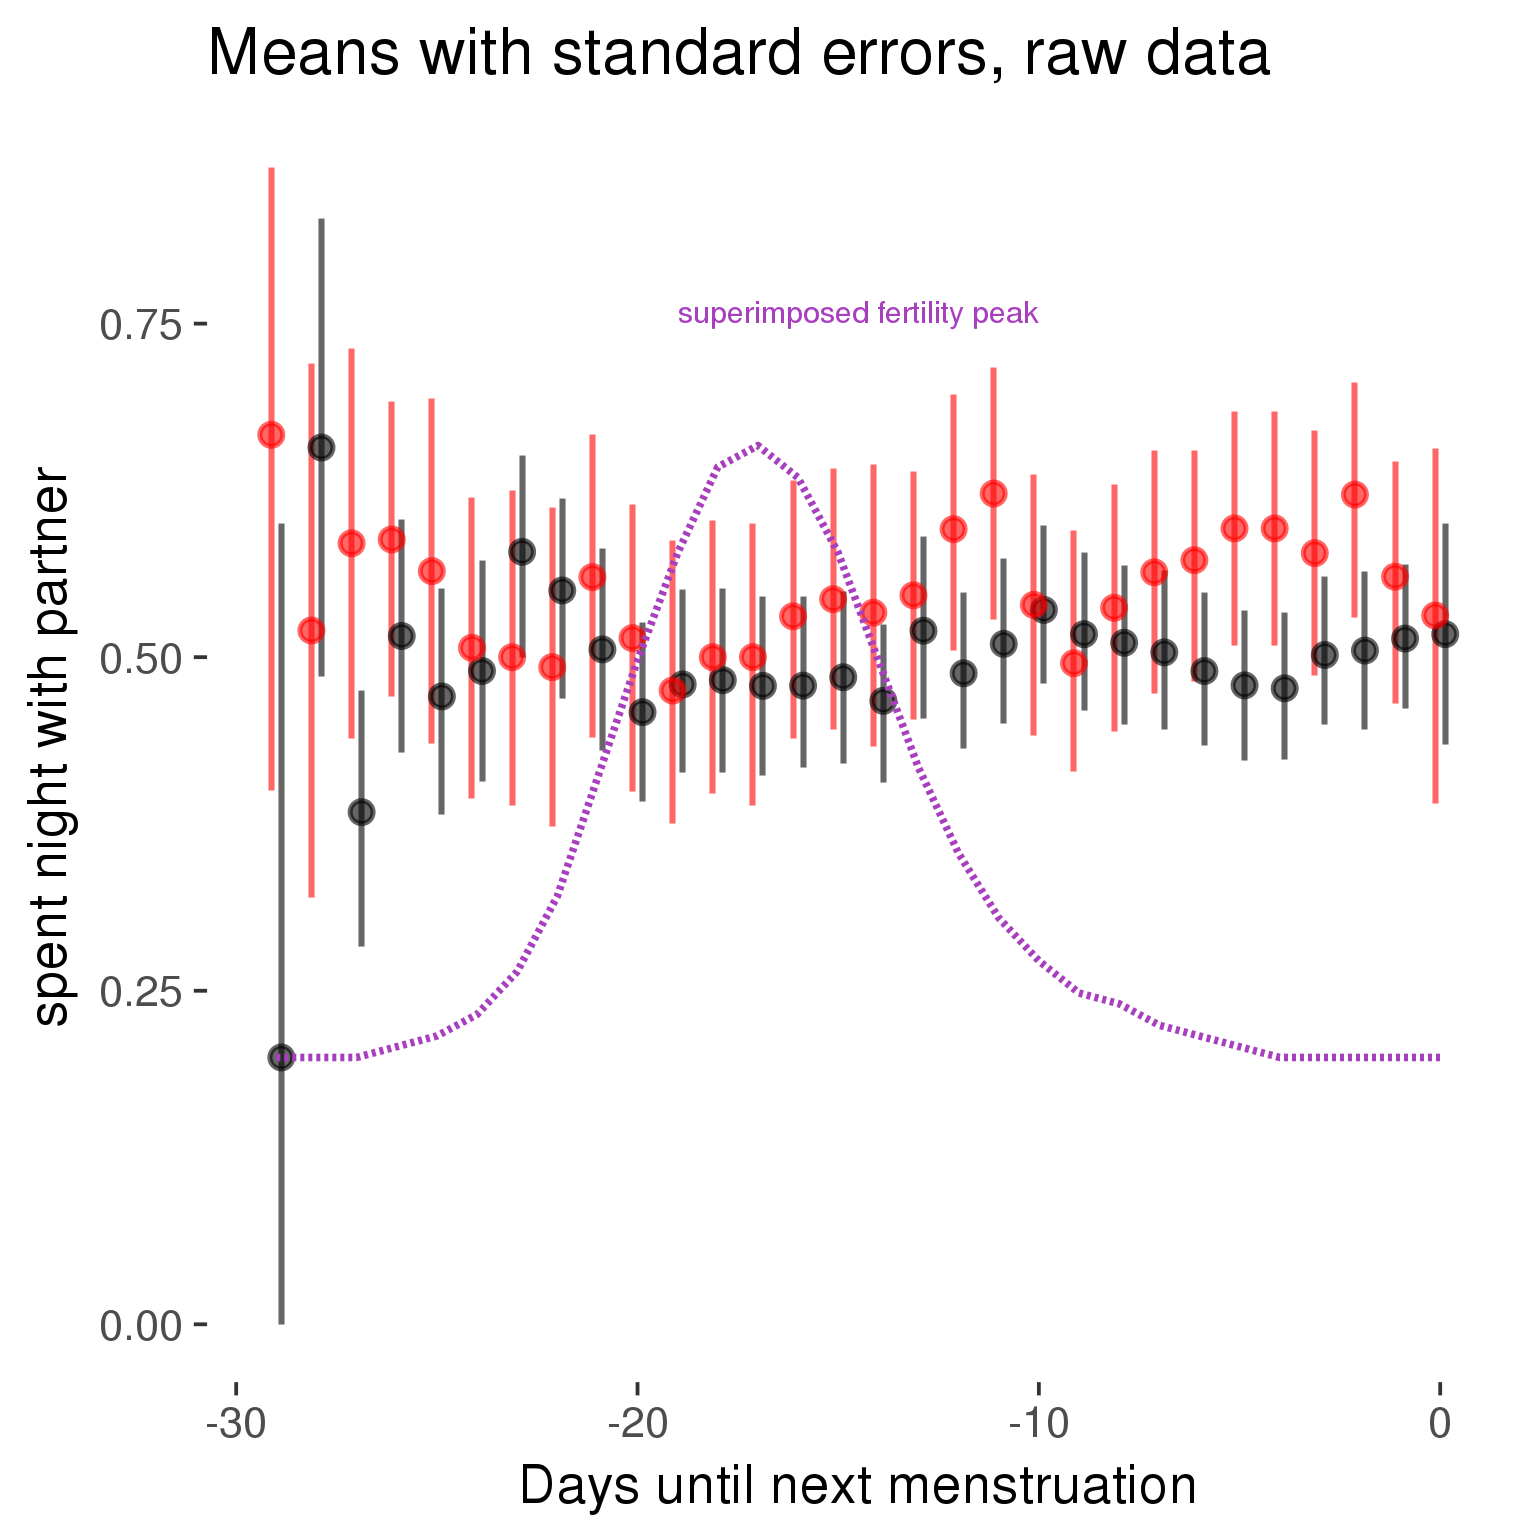 Means with standard errors, raw data
superimposed fertility peak
spent night with partner
0.75
0.50
0.25
0.00
-30 -20 -10 0
Days until next menstruation